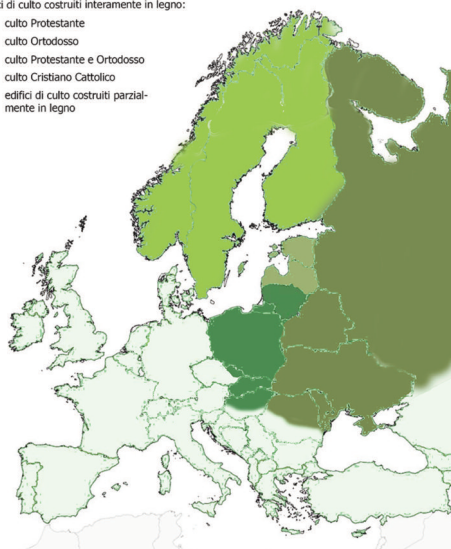 i di culto costruiti interamente in legno:
culto Protestante
culto Ortodosso
culto Protestante e Ortodosso
culto Cristiano Cattolico
edifici di culto costruiti parzial-
mente in legno